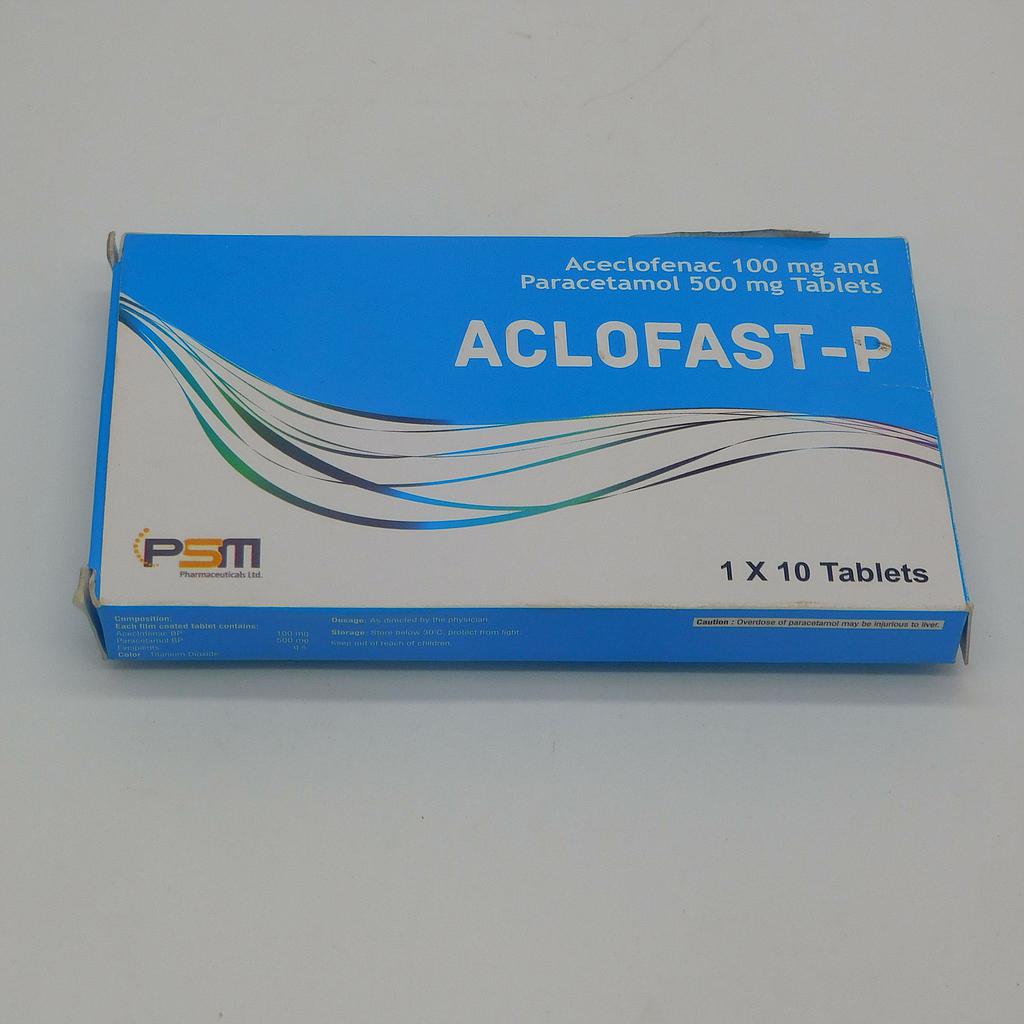 Aceclofenac 100 mg and
Paracetamol 500 mg Tablets
ACLOFAST-P
PSM
Pharmaceuticals Ltd.
1 X 10 Tablets
Composition:
Each film coated tablet contains:
Aceclofenac BP 100 mg
Paracetamol BP 500 mg
Excipients q.s.
Color : Titanium Dioxide
Dosage: As directed by the physician.
Storage: Store below 30°C, protect from light.
Keep out of reach of children.
Caution : Overdose of paracetamol may be injurious to liver.